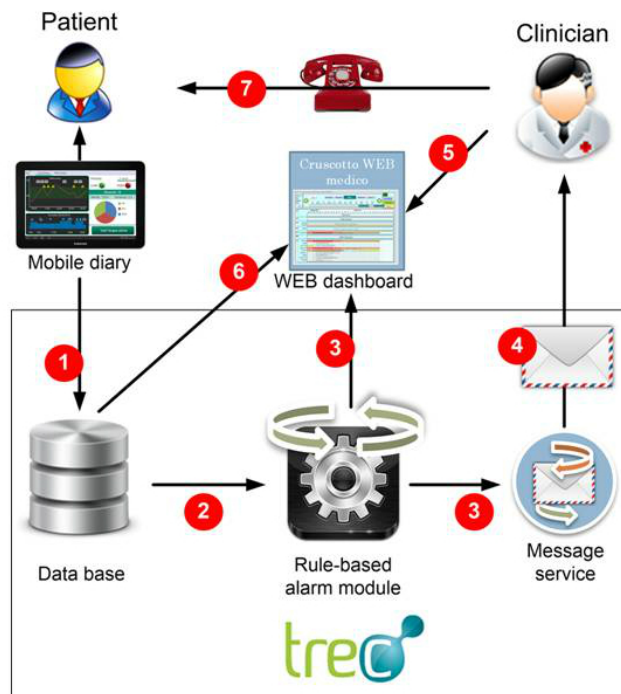 Patient
Clinician
7
Cruscotto WEB
medico
5
Mobile diary
6
WEB dashboard
1
3
4
2
3
Data base
Rule-based
alarm module
Message
service
trec